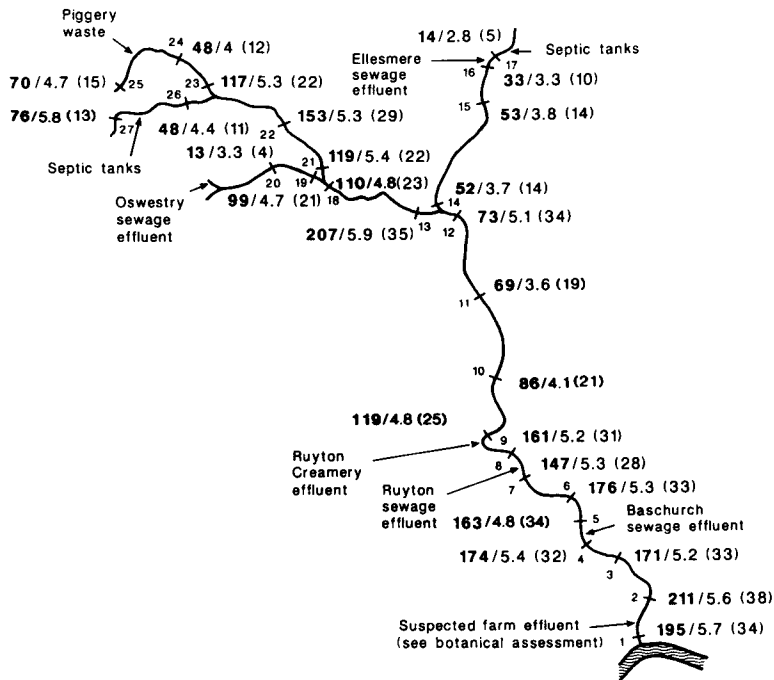 Piggery
waste
24
48/4 (12)
14/2.8 (5)
Septic tanks
Ellesmere
sewage
effluent
16
17
33/3.3 (10)
70/4.7 (15)
25
23
117/5.3 (22)
26
15
53/3.8 (14)
76/5.8 (13)
27
48/4.4 (11)
22
153/5.3 (29)
Septic tanks
13/3.3 (4)
20
21
119/5.4 (22)
19
18
110/4.8(23)
Oswestry
sewage
effluent
99/4.7 (21)
14
52/3.7 (14)
207/5.9 (35)
13
12
73/5.1 (34)
11
69/3.6 (19)
10
86/4.1(21)
119/4.8 (25)
9
161/5.2 (31)
Ruyton
Creamery
effluent
8
147/5.3 (28)
Ruyton
sewage
effluent
7
6
176/5.3 (33)
163/4.8 (34)
5
Baschurch
sewage effluent
174/5.4 (32)
4
3
171/5.2 (33)
2
211/5.6 (38)
Suspected farm effluent
(see botanical assessment)
1
195/5.7 (34)